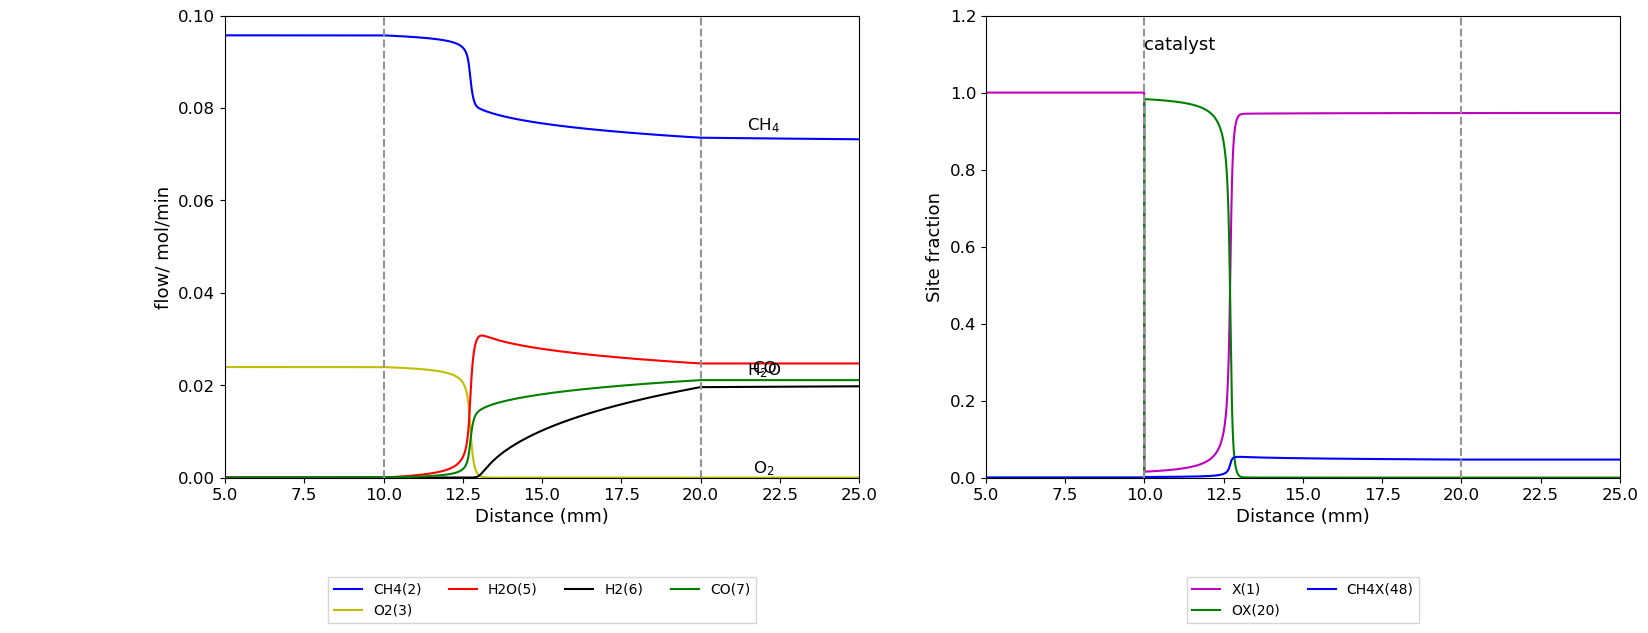 0.10
0.08
0.06
0.04
0.02
0.00
flow/ mol/min
CH4
CO
H2O
O2
5.0 7.5 10.0 12.5 15.0 17.5 20.0 22.5 25.0
Distance (mm)
CH4(2) H2O(5) H2(6) CO(7)
O2(3)
1.2
1.0
0.8
0.6
0.4
0.2
0.0
Site fraction
catalyst
5.0 7.5 10.0 12.5 15.0 17.5 20.0 22.5 25.0
Distance (mm)
X(1) CH4X(48)
OX(20)